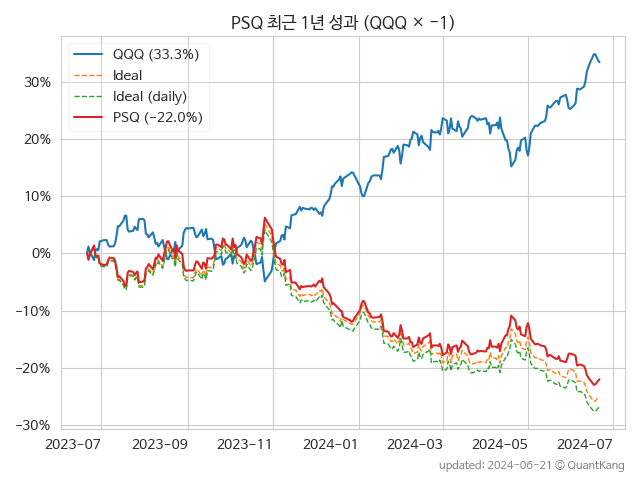 PSQ 최근 1년 성과 (QQQ × −1)
QQQ (33.3%)
Ideal
Ideal (daily)
PSQ (−22.0%)
30%
20%
10%
0%
−10%
−20%
−30%
2023-07 2023-09 2023-11 2024-01 2024-03 2024-05 2024-07
updated: 2024-06-21 © QuantKang